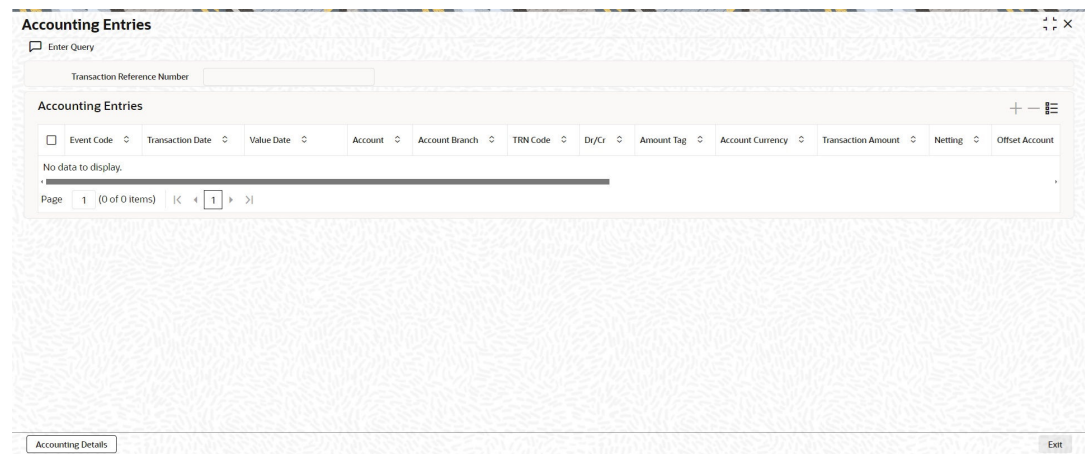 Accounting Entries
Enter Query
Transaction Reference Number
Accounting Entries
Event Code Transaction Date Value Date Account Account Branch TRN Code Dr/Cr Amount Tag Account Currency Transaction Amount Netting Offset Account
No data to display.
Page 1 (0 of 0 items) 1
Accounting Details Exit